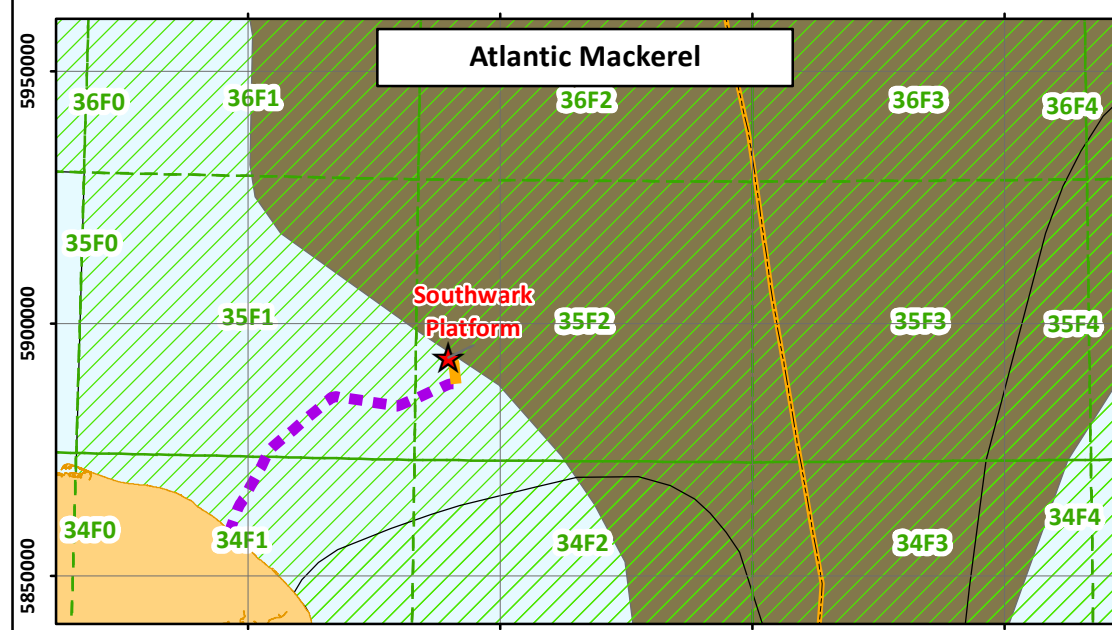 Atlantic Mackerel
5950000
36F0
36F1
36F2
36F3
36F4
35F0
Southwark
Platform
5900000
35F1
35F2
35F3
35F4
34F0
34F1
34F2
34F3
34F4
5850000